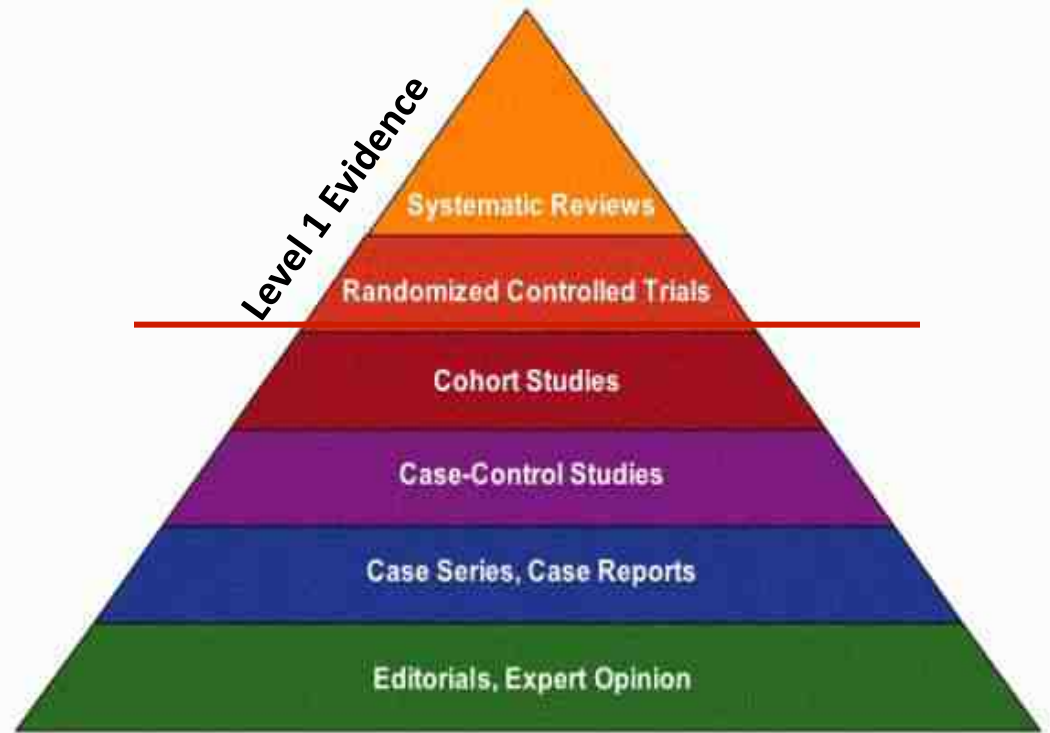 Level 1 Evidence
Systematic Reviews
Randomized Controlled Trials
Cohort Studies
Case-Control Studies
Case Series, Case Reports
Editorials, Expert Opinion